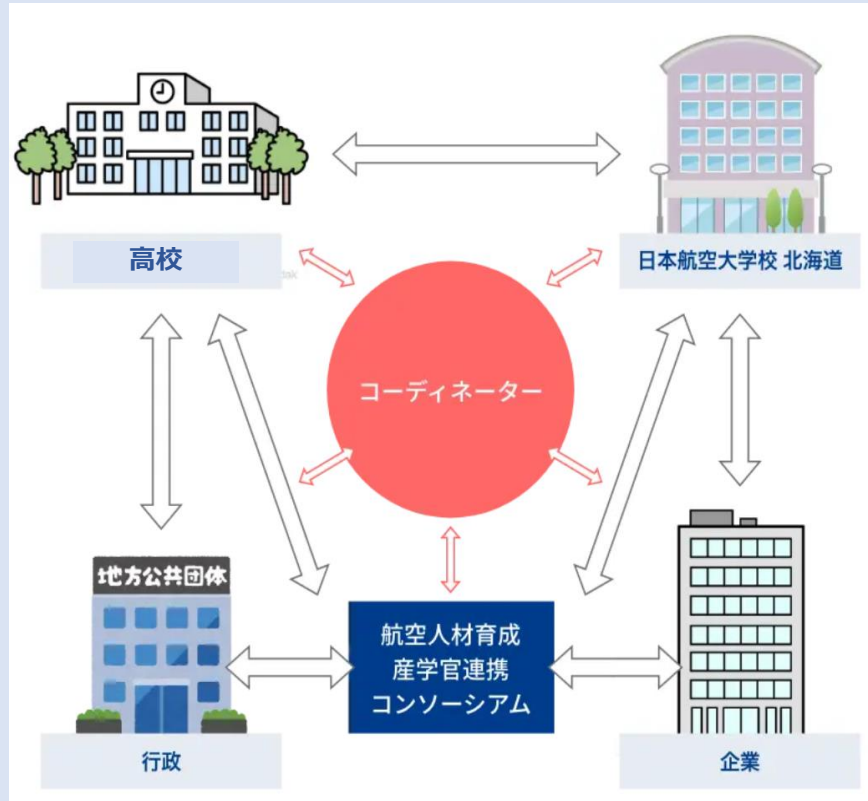 高校
日本航空大学校 北海道
コーディネーター
地方公共団体
航空人材育成
産学官連携
コンソーシアム
行政
企業